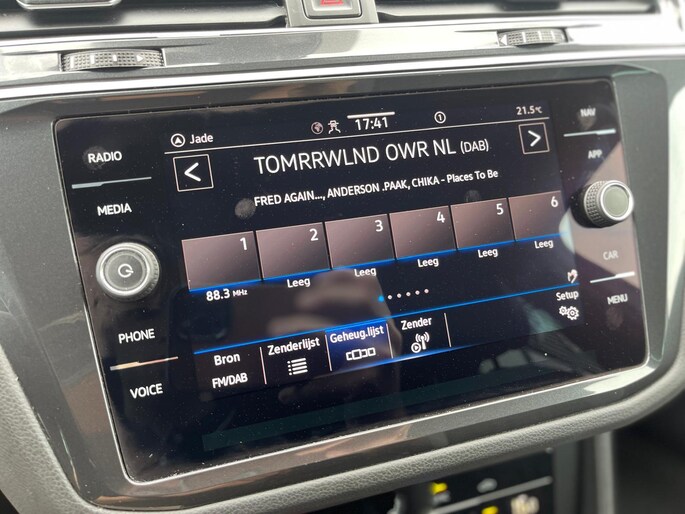 RADIO
MEDIA
PHONE
VOICE
Jade
17:41
1
21.5°C
<
TOMRRWLND OWR NL (DAB)
>
FRED AGAIN..., ANDERSON .PAAK, CHIKA - Places To Be
1 2 3 4 5 6
88.3 MHz Leeg Leeg Leeg Leeg Leeg
Bron
FM/DAB
Zenderlijst
Geheug.lijst
Zender
Setup
NAV
APP
CAR
MENU